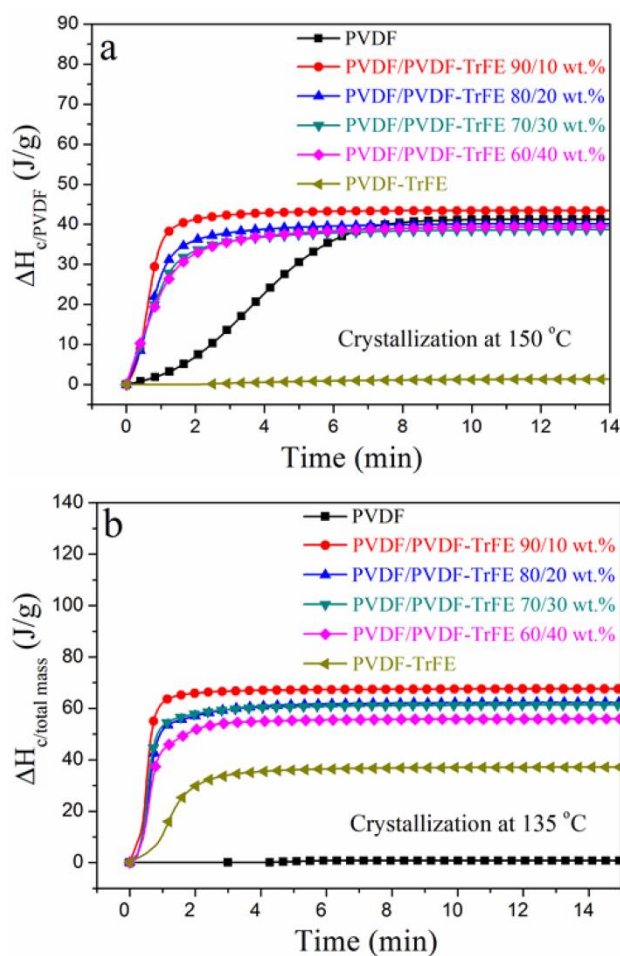 a
90
80
70
60
50
40
30
20
10
0
ΔHc/PVDF (J/g)
PVDF
PVDF/PVDF-TrFE 90/10 wt.%
PVDF/PVDF-TrFE 80/20 wt.%
PVDF/PVDF-TrFE 70/30 wt.%
PVDF/PVDF-TrFE 60/40 wt.%
PVDF-TrFE
Crystallization at 150 °C
0 2 4 6 8 10 12 14
Time (min)
b
140
120
100
80
60
40
20
0
ΔHc/total mass (J/g)
PVDF
PVDF/PVDF-TrFE 90/10 wt.%
PVDF/PVDF-TrFE 80/20 wt.%
PVDF/PVDF-TrFE 70/30 wt.%
PVDF/PVDF-TrFE 60/40 wt.%
PVDF-TrFE
Crystallization at 135 °C
0 2 4 6 8 10 12 14
Time (min)